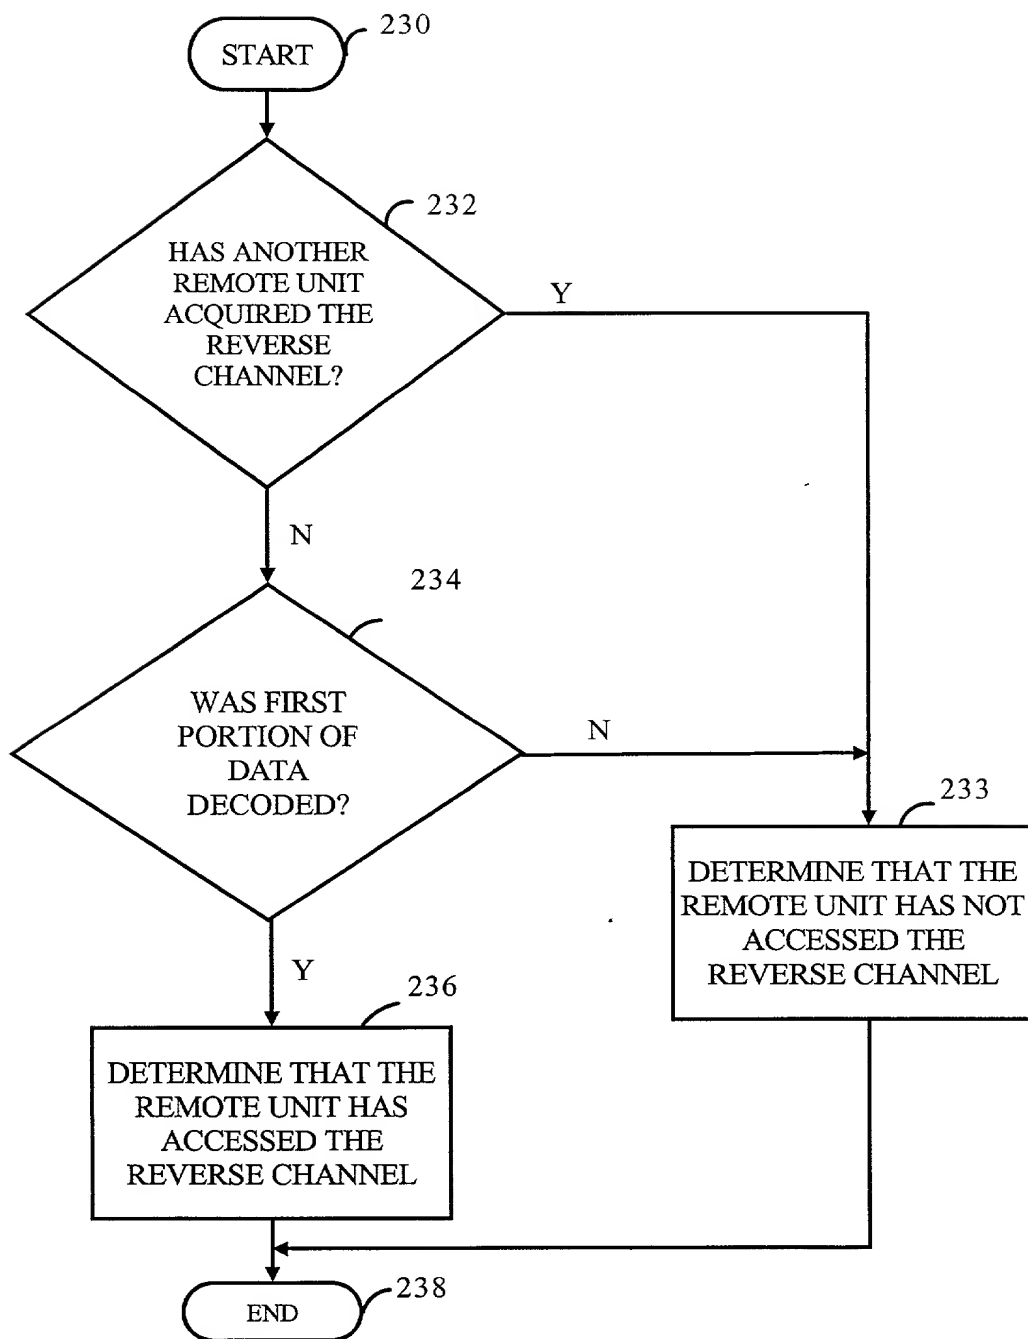 230
START
232
HAS ANOTHER
REMOTE UNIT
ACQUIRED THE
REVERSE
CHANNEL?
Y
N
234
WAS FIRST
PORTION OF
DATA
DECODED?
N
233
DETERMINE THAT THE
REMOTE UNIT HAS NOT
ACCESSED THE
REVERSE CHANNEL
Y
236
DETERMINE THAT THE
REMOTE UNIT HAS
ACCESSED THE
REVERSE CHANNEL
238
END